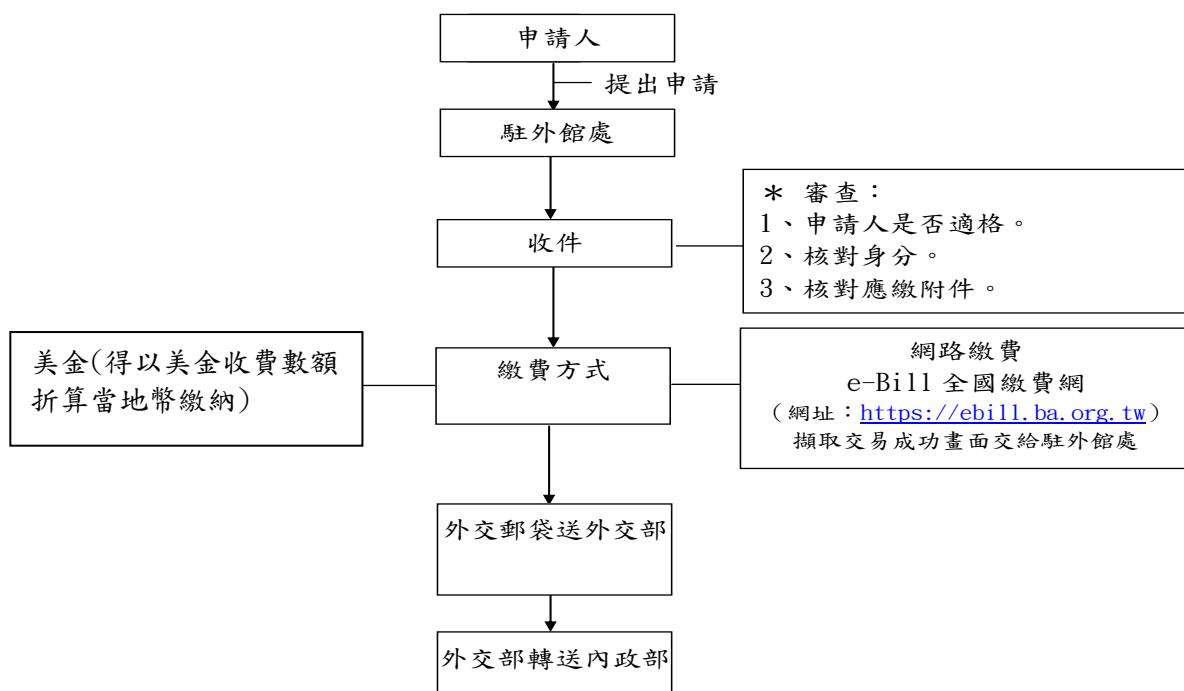 申請人
提出申請
駐外館處
收件
＊ 審查：
1、申請人是否適格。
2、核對身分。
3、核對應繳附件。
美金(得以美金收費數額
折算當地幣繳納)
繳費方式
網路繳費
e-Bill 全國繳費網
（網址：https://ebill.ba.org.tw）
擷取交易成功畫面交給駐外館處
外交郵袋送外交部
外交部轉送內政部